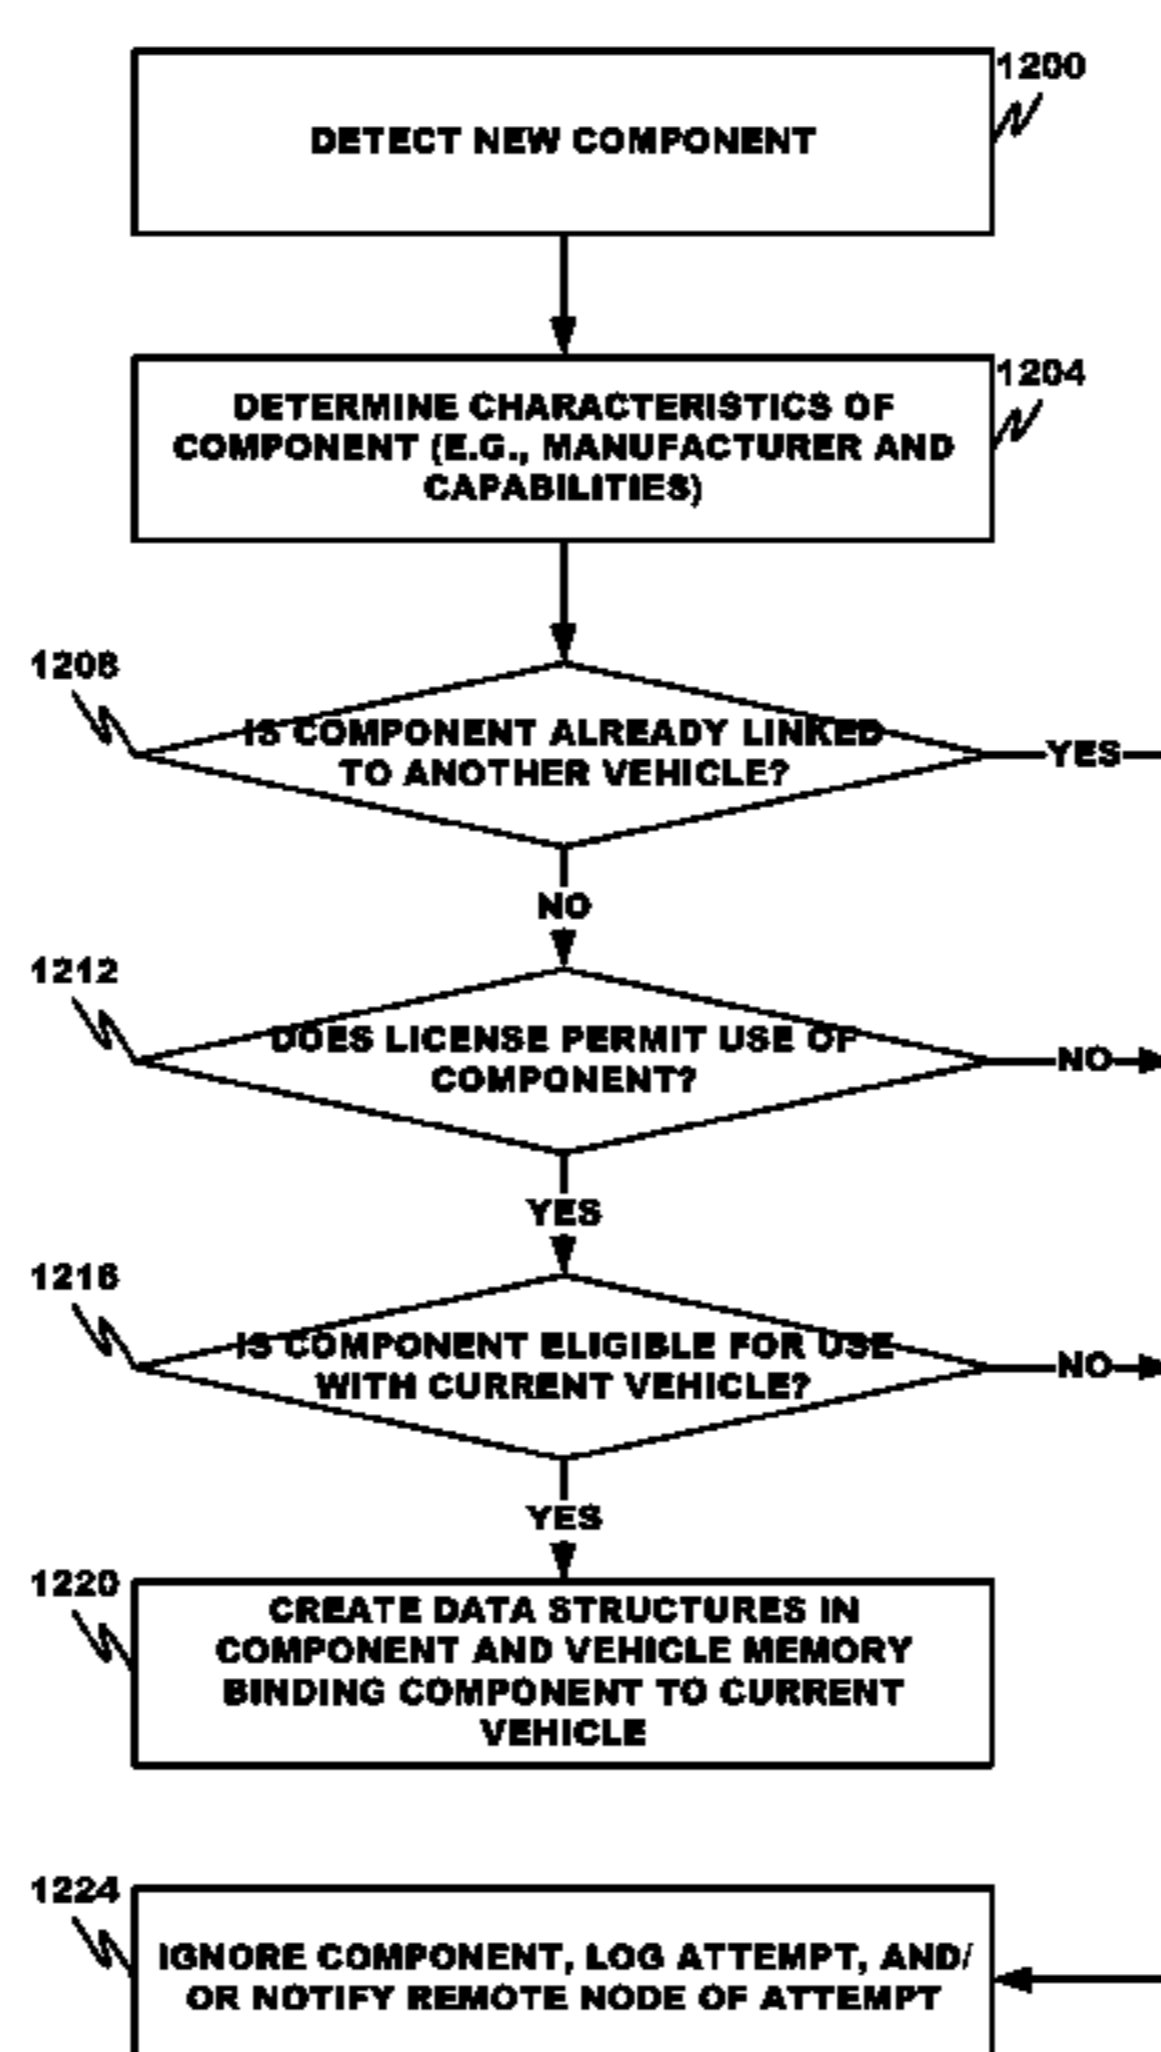 1200
DETECT NEW COMPONENT
1204
DETERMINE CHARACTERISTICS OF
COMPONENT (E.G., MANUFACTURER AND
CAPABILITIES)
1208
IS COMPONENT ALREADY LINKED
TO ANOTHER VEHICLE?
YES
NO
1212
DOES LICENSE PERMIT USE OF
COMPONENT?
NO
YES
1216
IS COMPONENT ELIGIBLE FOR USE
WITH CURRENT VEHICLE?
NO
YES
1220
CREATE DATA STRUCTURES IN
COMPONENT AND VEHICLE MEMORY
BINDING COMPONENT TO CURRENT
VEHICLE
1224
IGNORE COMPONENT, LOG ATTEMPT, AND/
OR NOTIFY REMOTE NODE OF ATTEMPT